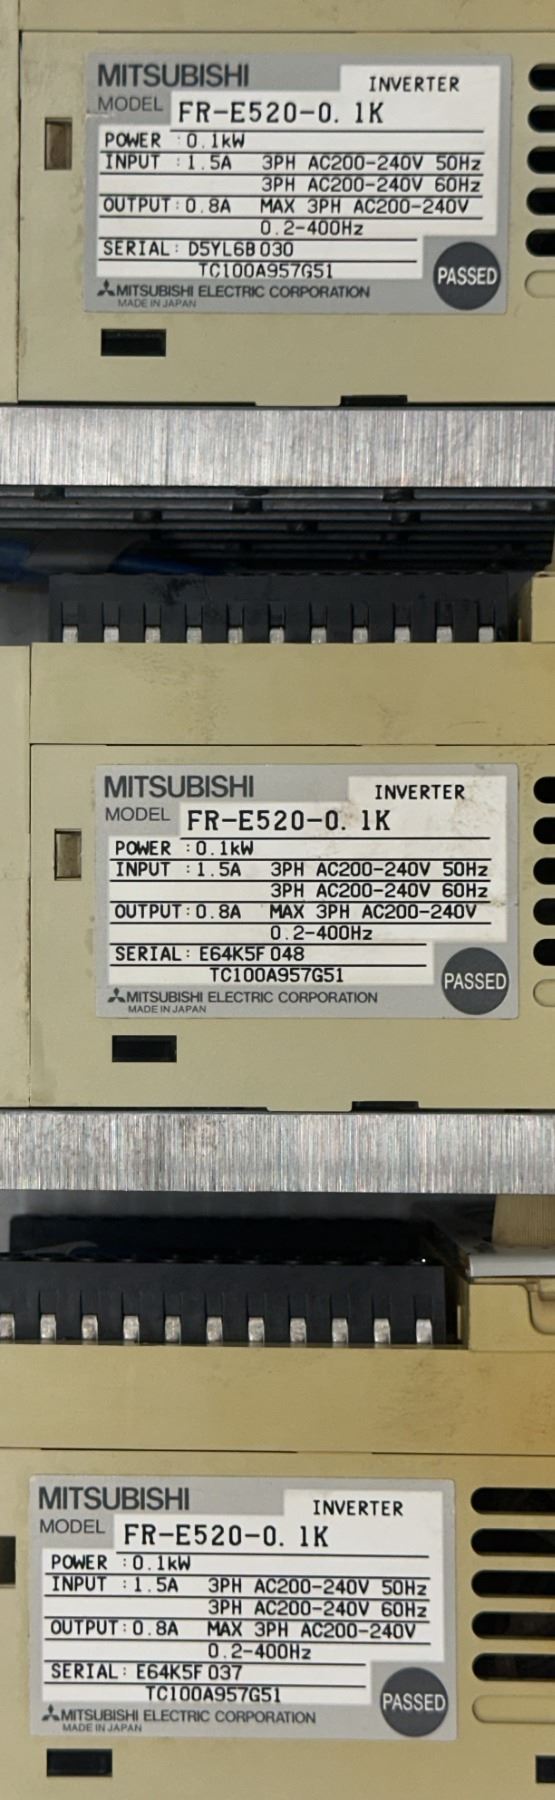 MITSUBISHI INVERTER
MODEL FR-E520-0.1K
POWER :0.1kW
INPUT :1.5A 3PH AC200-240V 50Hz
3PH AC200-240V 60Hz
OUTPUT:0.8A MAX 3PH AC200-240V
0.2-400Hz
SERIAL: D5YL6B030
TC100A957G51
PASSED
MITSUBISHI ELECTRIC CORPORATION
MADE IN JAPAN
MITSUBISHI INVERTER
MODEL FR-E520-0.1K
POWER :0.1kW
INPUT :1.5A 3PH AC200-240V 50Hz
3PH AC200-240V 60Hz
OUTPUT:0.8A MAX 3PH AC200-240V
0.2-400Hz
SERIAL: E64K5F048
TC100A957G51
PASSED
MITSUBISHI ELECTRIC CORPORATION
MADE IN JAPAN
MITSUBISHI INVERTER
MODEL FR-E520-0.1K
POWER :0.1kW
INPUT :1.5A 3PH AC200-240V 50Hz
3PH AC200-240V 60Hz
OUTPUT:0.8A MAX 3PH AC200-240V
0.2-400Hz
SERIAL: E64K5F037
TC100A957G51
PASSED
MITSUBISHI ELECTRIC CORPORATION
MADE IN JAPAN